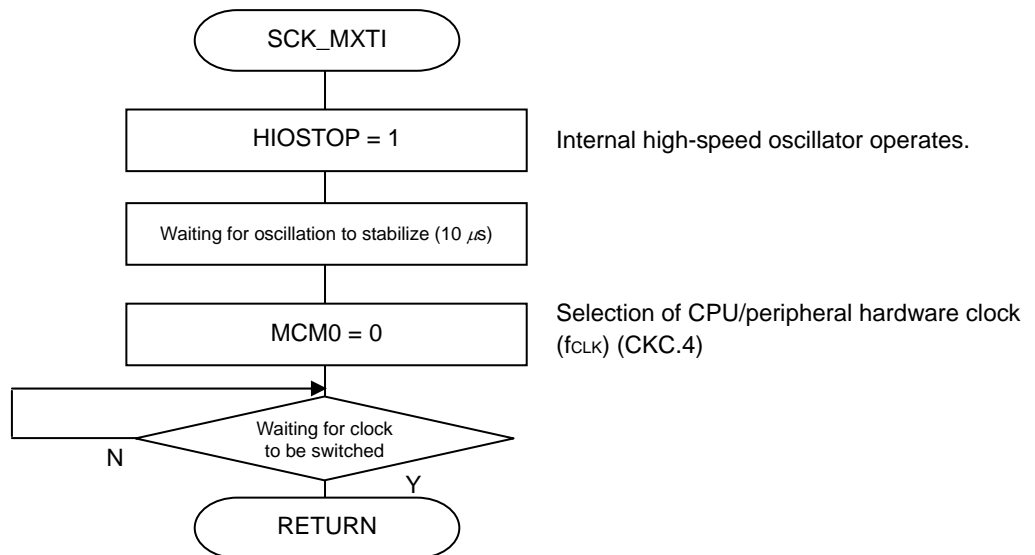 SCK_MXTI
HIOSTOP = 1
Internal high-speed oscillator operates.
Waiting for oscillation to stabilize (10 μs)
MCM0 = 0
Selection of CPU/peripheral hardware clock
(fCLK) (CKC.4)
Waiting for clock
to be switched
N
Y
RETURN